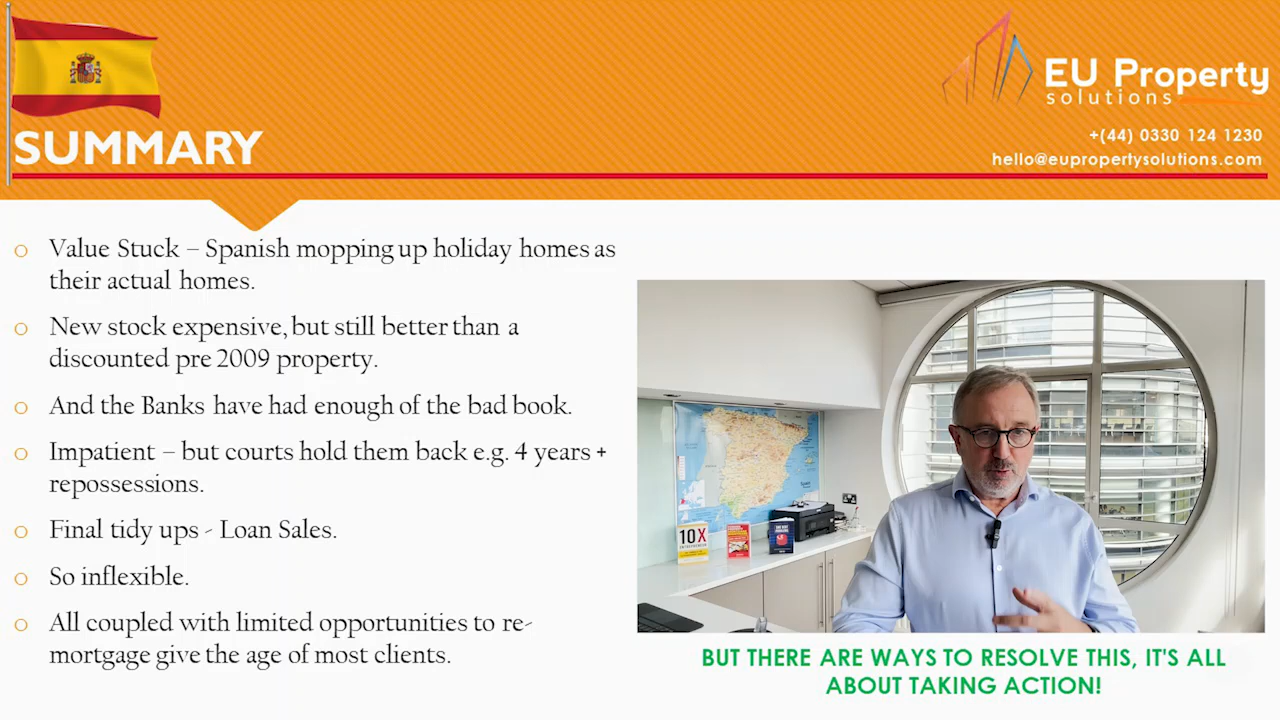 EU Property
solutions
+(44) 0330 124 1230
hello@eupropertysolutions.com
SUMMARY
o Value Stuck – Spanish mopping up holiday homes as
their actual homes.
o New stock expensive, but still better than a
discounted pre 2009 property.
o And the Banks have had enough of the bad book.
o Impatient – but courts hold them back e.g. 4 years +
repossessions.
o Final tidy ups - Loan Sales.
o So inflexible.
o All coupled with limited opportunities to re-
mortgage give the age of most clients.
10X
BUT THERE ARE WAYS TO RESOLVE THIS, IT'S ALL
ABOUT TAKING ACTION!